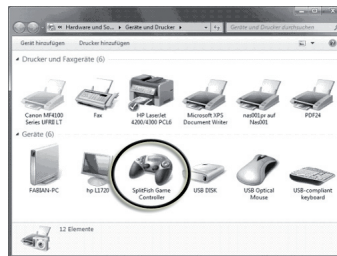 Hardware und So... ▸ Geräte und Drucker ▸
Geräte und Drucker durchsuchen
Gerät hinzufügen Drucker hinzufügen
Drucker und Faxgeräte (6)
Canon MF4100 Series UFRII LT
Fax
HP LaserJet 4200/4300 PCL6
Microsoft XPS Document Writer
nas001pr auf Nas001
PDF24
Geräte (6)
FABIAN-PC
hp L1720
SplitFish Game Controller
USB DISK
USB Optical Mouse
USB-compliant keyboard
12 Elemente